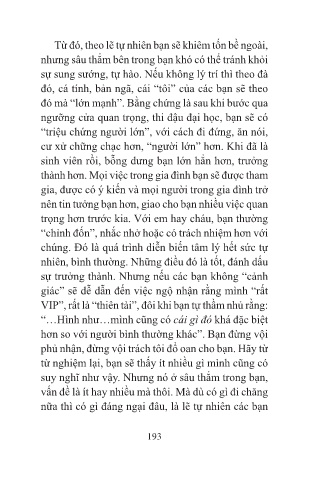 Từ đó, theo lẽ tự nhiên bạn sẽ khiêm tốn bề ngoài,
nhưng sâu thẳm bên trong bạn khó có thể tránh khỏi
sự sung sướng, tự hào. Nếu không lý trí thì theo đà
đó, cá tính, bản ngã, cái “tôi” của các bạn sẽ theo
đó mà “lớn mạnh”. Bằng chứng là sau khi bước qua
ngưỡng cửa quan trọng, thi đậu đại học, bạn sẽ có
“triệu chứng người lớn”, với cách đi đứng, ăn nói,
cư xử chững chạc hơn, “người lớn” hơn. Khi đã là
sinh viên rồi, bỗng dưng bạn lớn hẳn hơn, trưởng
thành hơn. Mọi việc trong gia đình bạn sẽ được tham
gia, được có ý kiến và mọi người trong gia đình trở
nên tin tưởng bạn hơn, giao cho bạn nhiều việc quan
trọng hơn trước kia. Với em hay cháu, bạn thường
“chỉnh đốn”, nhắc nhở hoặc có trách nhiệm hơn với
chúng. Đó là quá trình diễn biến tâm lý hết sức tự
nhiên, bình thường. Những điều đó là tốt, đánh dấu
sự trưởng thành. Nhưng nếu các bạn không “cảnh
giác” sẽ dễ dẫn đến việc ngộ nhận rằng mình “rất
VIP”, rất là “thiên tài”, đôi khi bạn tự thầm nhủ rằng:
“…Hình như…mình cũng có cái gì đó khá đặc biệt
hơn so với người bình thường khác”. Bạn đừng vội
phủ nhận, đừng vội trách tôi đổ oan cho bạn. Hãy từ
từ nghiệm lại, bạn sẽ thấy ít nhiều gì mình cũng có
suy nghĩ như vậy. Nhưng nó ở sâu thẳm trong bạn,
vấn đề là ít hay nhiều mà thôi. Mà dù có gì đi chăng
nữa thì có gì đáng ngại đâu, là lẽ tự nhiên các bạn
193